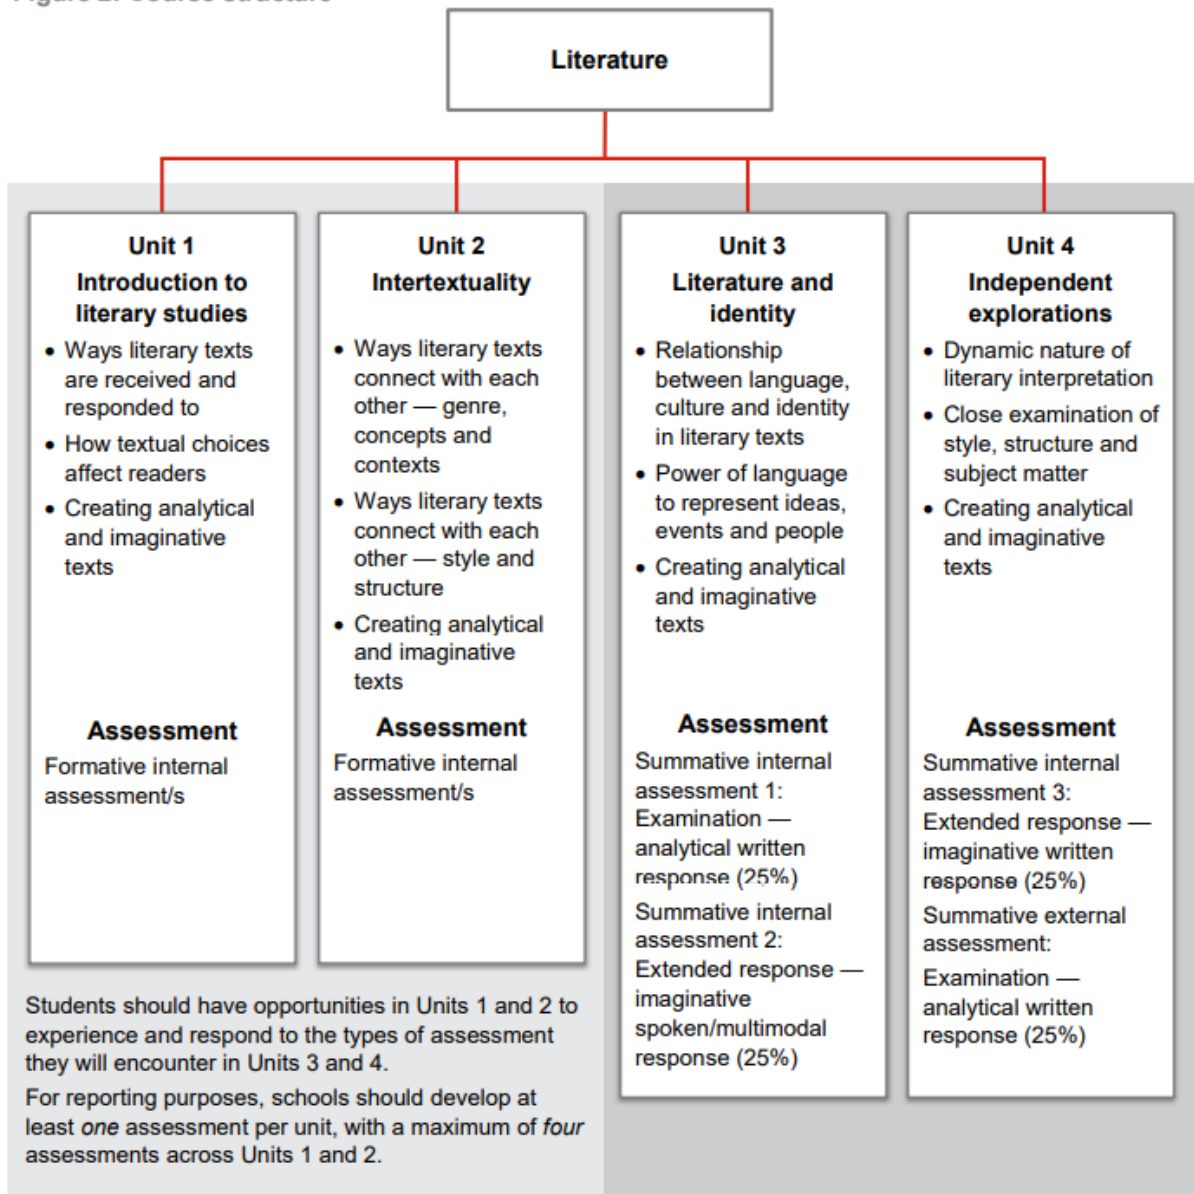 Figure 2: Course structure
Literature
Unit 1
Introduction to
literary studies
• Ways literary texts
are received and
responded to
• How textual choices
affect readers
• Creating analytical
and imaginative
texts
Assessment
Formative internal
assessment/s
Unit 2
Intertextuality
• Ways literary texts
connect with each
other — genre,
concepts and
contexts
• Ways literary texts
connect with each
other — style and
structure
• Creating analytical
and imaginative
texts
Assessment
Formative internal
assessment/s
Unit 3
Literature and
identity
• Relationship
between language,
culture and identity
in literary texts
• Power of language
to represent ideas,
events and people
• Creating analytical
and imaginative
texts
Assessment
Summative internal
assessment 1:
Examination —
analytical written
response (25%)
Summative internal
assessment 2:
Extended response —
imaginative
spoken/multimodal
response (25%)
Unit 4
Independent
explorations
• Dynamic nature of
literary interpretation
• Close examination of
style, structure and
subject matter
• Creating analytical
and imaginative
texts
Assessment
Summative internal
assessment 3:
Extended response —
imaginative written
response (25%)
Summative external
assessment:
Examination —
analytical written
response (25%)
Students should have opportunities in Units 1 and 2 to
experience and respond to the types of assessment
they will encounter in Units 3 and 4.
For reporting purposes, schools should develop at
least one assessment per unit, with a maximum of four
assessments across Units 1 and 2.